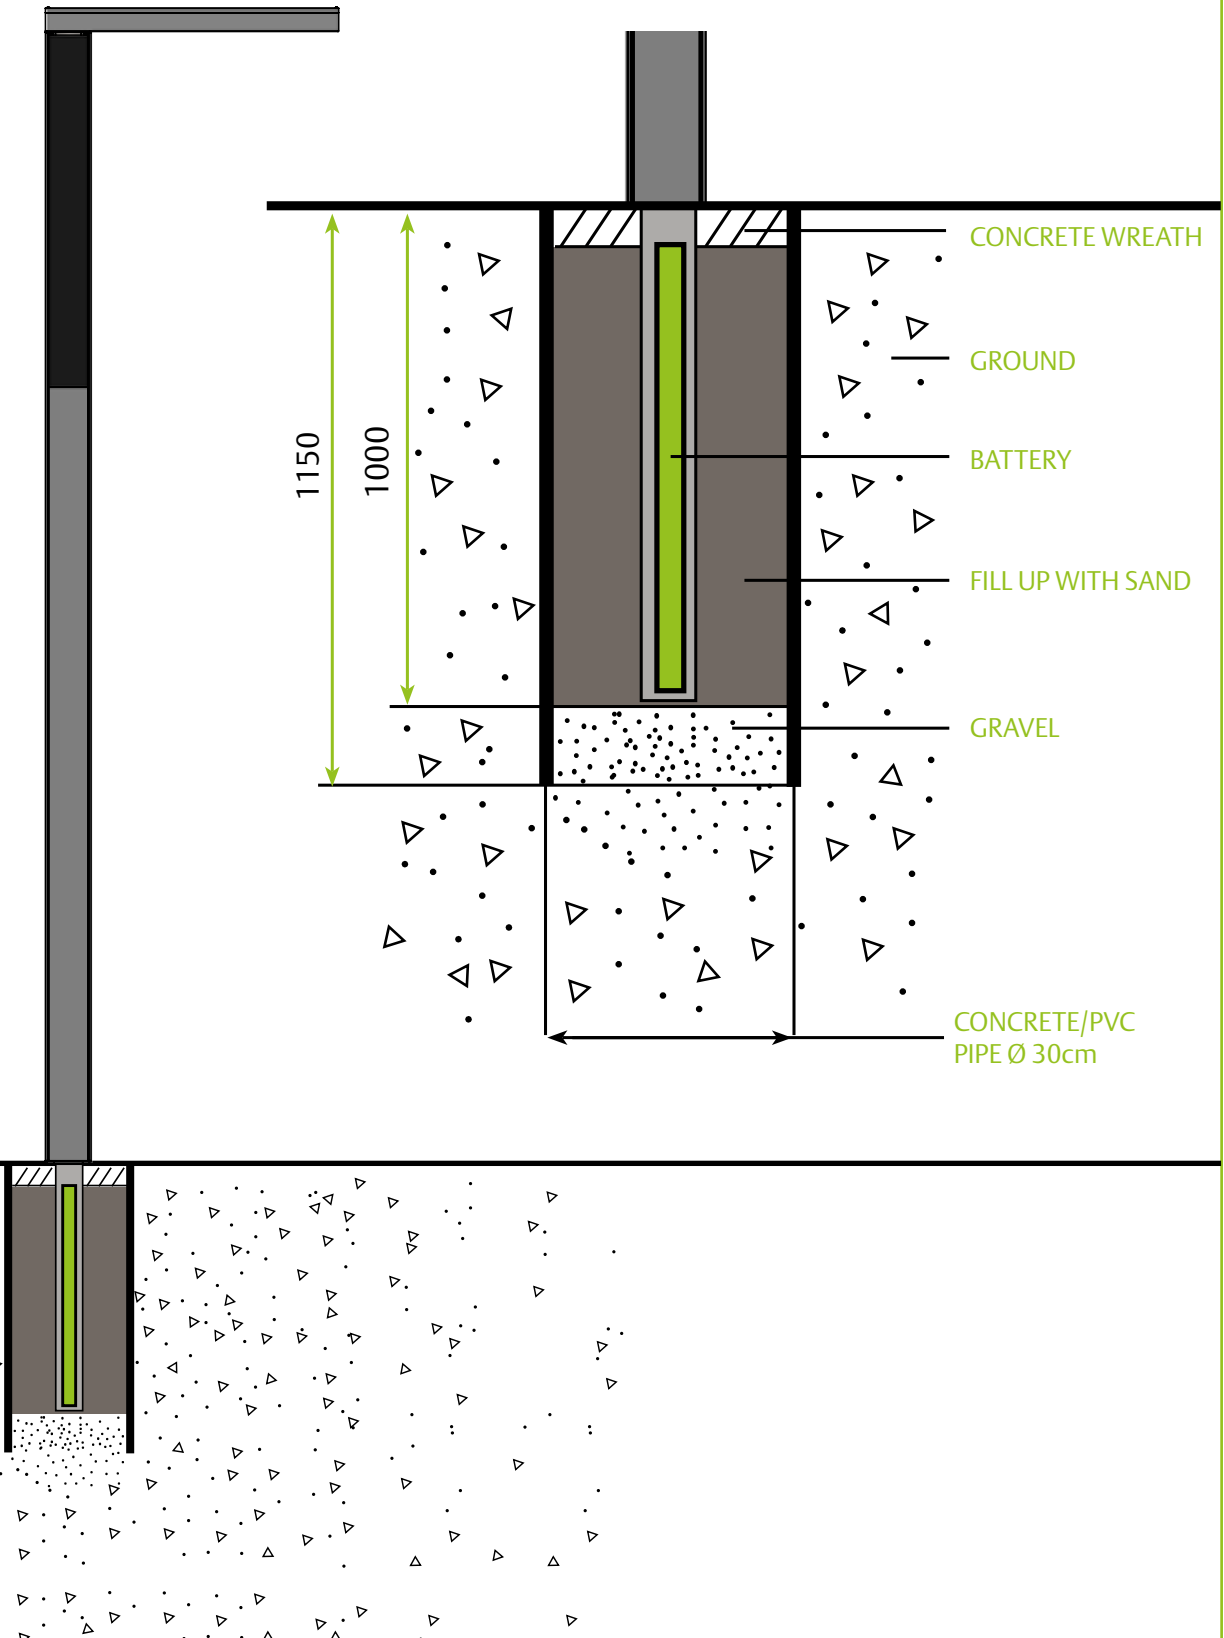 CONCRETE WREATH
GROUND
1150
1000
BATTERY
FILL UP WITH SAND
GRAVEL
CONCRETE/PVC
PIPE Ø 30cm